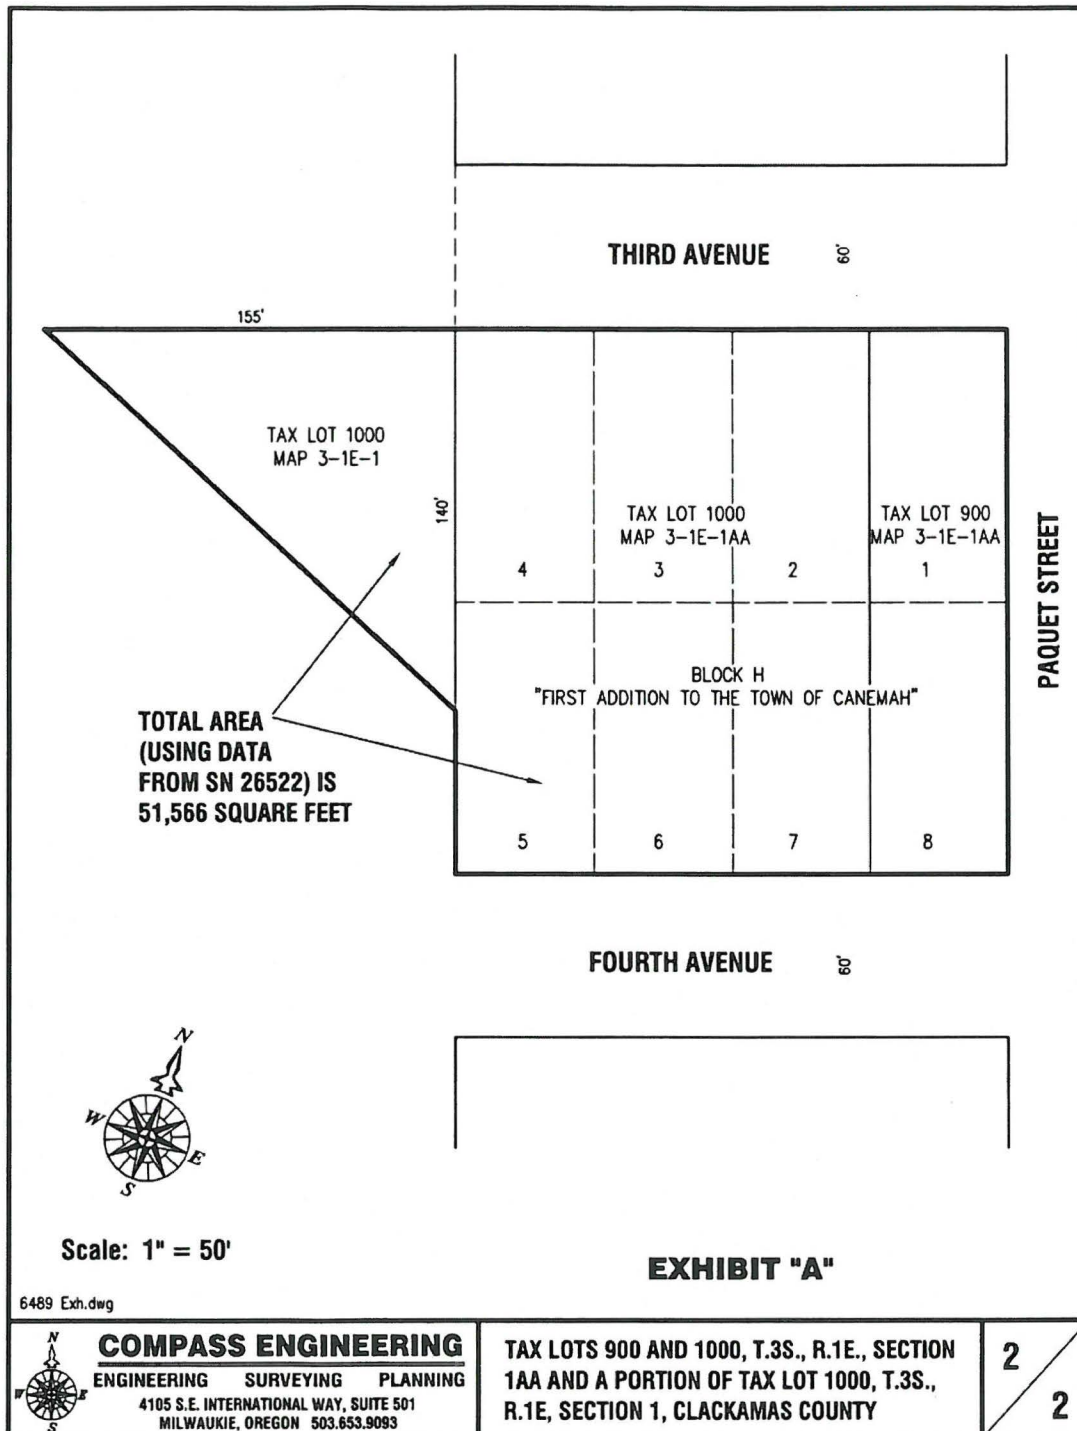 THIRD AVENUE 60'
155'
TAX LOT 1000
MAP 3-1E-1
140'
TAX LOT 1000
MAP 3-1E-1AA
TAX LOT 900
MAP 3-1E-1AA
4 3 2 1
PAQUET STREET
BLOCK H
"FIRST ADDITION TO THE TOWN OF CANEMAH"
TOTAL AREA
(USING DATA
FROM SN 26522) IS
51,566 SQUARE FEET
5 6 7 8
FOURTH AVENUE 60'
N
W
E
S
Scale: 1" = 50'
EXHIBIT "A"
6489 Exh.dwg
N
W
E
S
COMPASS ENGINEERING
ENGINEERING SURVEYING PLANNING
4105 S.E. INTERNATIONAL WAY, SUITE 501
MILWAUKIE, OREGON 503.653.9093
TAX LOTS 900 AND 1000, T.3S., R.1E., SECTION
1AA AND A PORTION OF TAX LOT 1000, T.3S.,
R.1E, SECTION 1, CLACKAMAS COUNTY
2
2